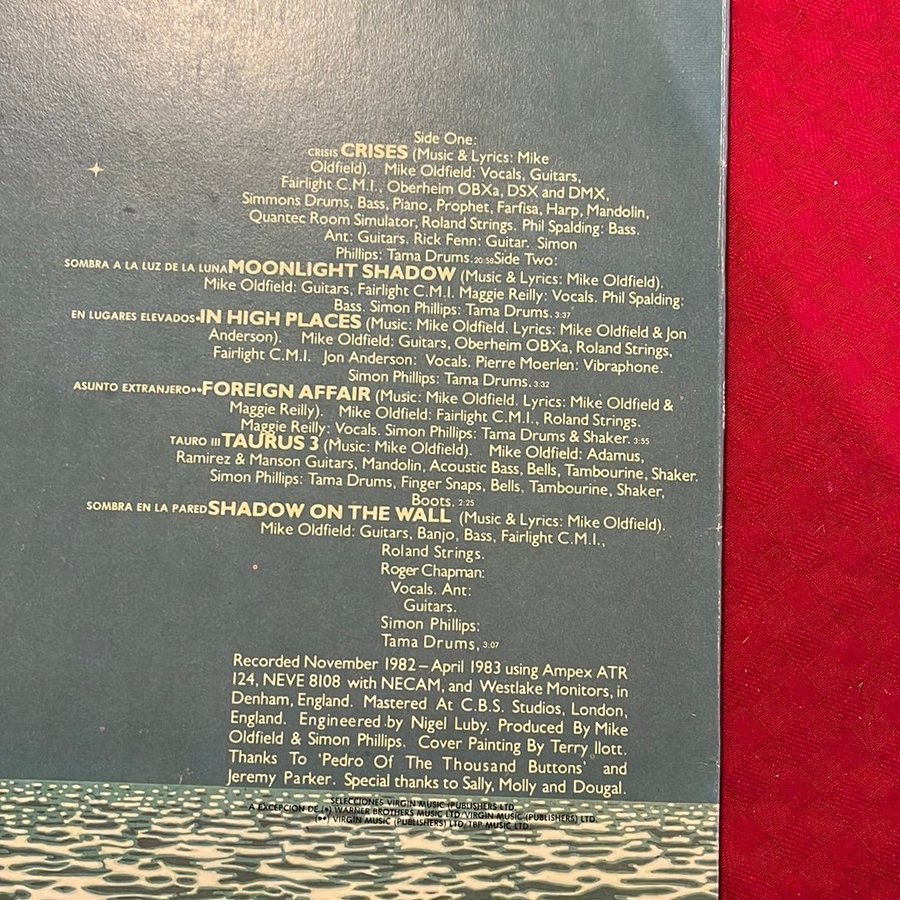 Side One:
CRISIS CRISES (Music & Lyrics: Mike
Oldfield). Mike Oldfield: Vocals, Guitars,
Fairlight C.M.I., Oberheim OBXa, DSX and DMX,
Simmons Drums, Bass, Piano, Prophet, Farfisa, Harp, Mandolin,
Quantec Room Simulator, Roland Strings. Phil Spalding: Bass.
Ant: Guitars. Rick Fenn: Guitar. Simon
Phillips: Tama Drums. 20:58 Side Two:
SOMBRA A LA LUZ DE LA LUNA MOONLIGHT SHADOW (Music & Lyrics: Mike Oldfield).
Mike Oldfield: Guitars, Fairlight C.M.I. Maggie Reilly: Vocals. Phil Spalding:
Bass. Simon Phillips: Tama Drums. 3:37
EN LUGARES ELEVADOS• IN HIGH PLACES (Music: Mike Oldfield. Lyrics: Mike Oldfield & Jon
Anderson). Mike Oldfield: Guitars, Oberheim OBXa, Roland Strings,
Fairlight C.M.I. Jon Anderson: Vocals. Pierre Moerlen: Vibraphone.
Simon Phillips: Tama Drums. 3:32
ASUNTO EXTRANJERO•• FOREIGN AFFAIR (Music: Mike Oldfield. Lyrics: Mike Oldfield &
Maggie Reilly). Mike Oldfield: Fairlight C.M.I., Roland Strings.
Maggie Reilly: Vocals. Simon Phillips: Tama Drums & Shaker. 3:55
TAURO III TAURUS 3 (Music: Mike Oldfield). Mike Oldfield: Adamus,
Ramirez & Manson Guitars, Mandolin, Acoustic Bass, Bells, Tambourine, Shaker.
Simon Phillips: Tama Drums, Finger Snaps, Bells, Tambourine, Shaker,
Boots. 2:25
SOMBRA EN LA PARED SHADOW ON THE WALL (Music & Lyrics: Mike Oldfield).
Mike Oldfield: Guitars, Banjo, Bass, Fairlight C.M.I.,
Roland Strings.
Roger Chapman:
Vocals. Ant:
Guitars.
Simon Phillips:
Tama Drums, 3:07
Recorded November 1982 – April 1983 using Ampex ATR
124, NEVE 8108 with NECAM, and Westlake Monitors, in
Denham, England. Mastered At C.B.S. Studios, London,
England. Engineered by Nigel Luby. Produced By Mike
Oldfield & Simon Phillips. Cover Painting By Terry Ilott.
Thanks To 'Pedro Of The Thousand Buttons' and
Jeremy Parker. Special thanks to Sally, Molly and Dougal.
SELECCIONES VIRGIN MUSIC (PUBLISHERS LTD.
A EXCEPCION DE (•) WARNER BROTHERS MUSIC LTD/VIRGIN MUSIC (PUBLISHERS) LTD.
(••) VIRGIN MUSIC (PUBLISHERS) LTD/TBP MUSIC LTD.